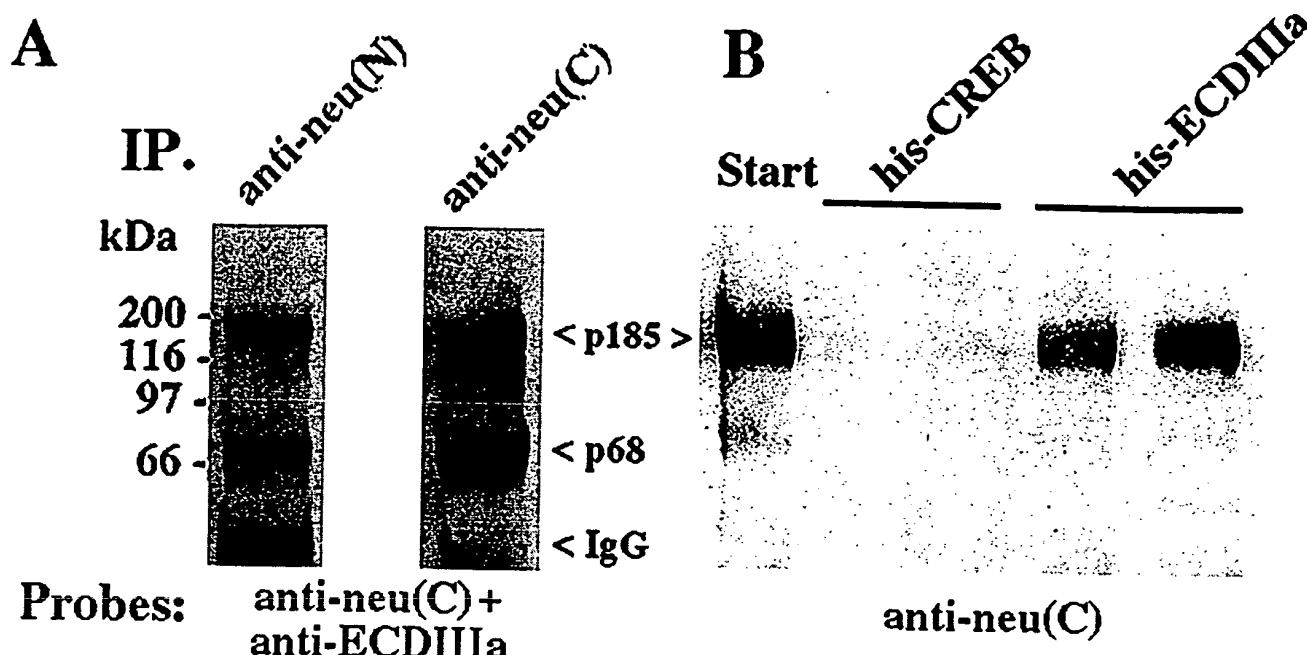 A
IP.
anti-neu(N)
anti-neu(C)
kDa
200 -
116 -
97 -
66 -
< p185 >
< p68
< IgG
Probes:
anti-neu(C) +
anti-ECDIIIa
B
Start
his-CREB
his-ECDIIIa
anti-neu(C)